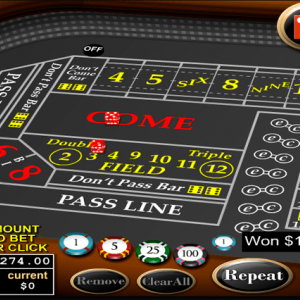 OFF
Don't
Come
Bar
4 5 SIX 8 NINE
Don't Pass Bar
COME
Double Triple
2 3 4 9 10 11 12
FIELD
Don't Pass Bar
PASS LINE
6 8
C E
1 5 25 100
Won $1
AMOUNT
TO BET
PER CLICK
274.00
current
$0
Remove ClearAll Repeat